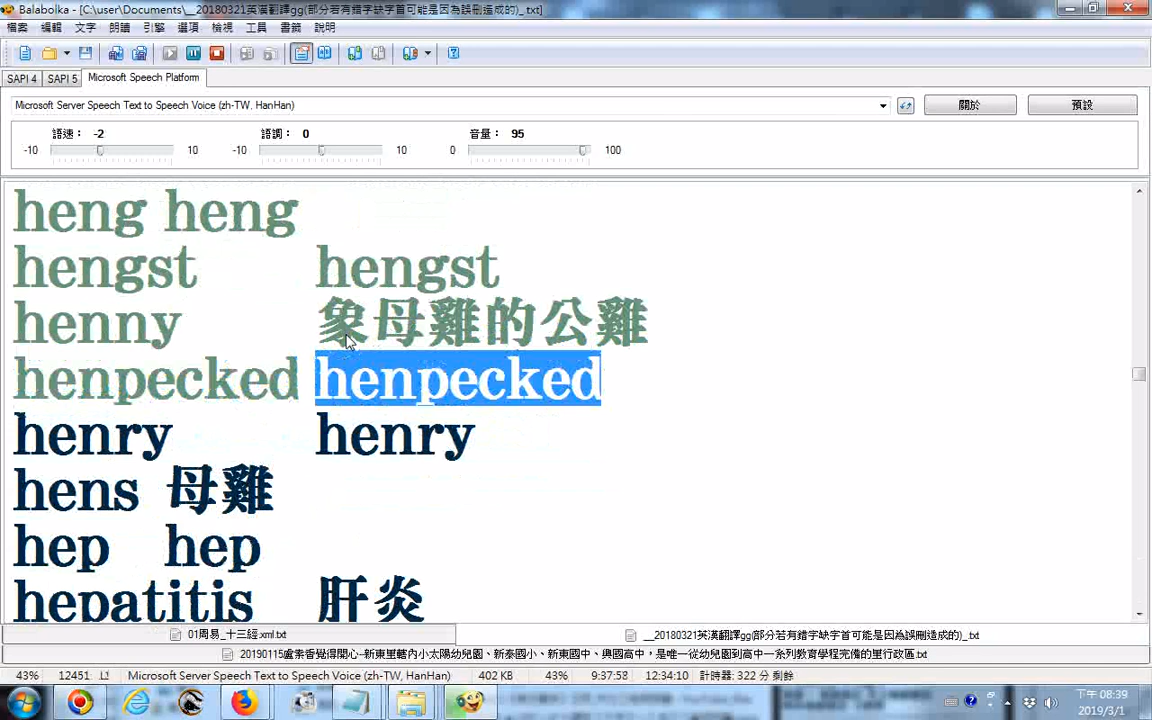 Balabolka - [C:\user\Documents\__20180321英漢翻譯gg(部分若有錯字缺字首可能是因為誤刪造成的)_.txt]
檔案 編輯 文字 朗讀 引擎 選項 檢視 工具 書籤 說明
SAPI 4 SAPI 5 Microsoft Speech Platform
Microsoft Server Speech Text to Speech Voice (zh-TW, HanHan) 關於 預設
語速： -2 語調： 0 音量： 95
-10 10 -10 10 0 100
heng heng
hengst hengst
henny 象母雞的公雞
henpecked henpecked
henry henry
hens 母雞
hep hep
hepatitis 肝炎
01周易_十三經.xml.txt __20180321英漢翻譯gg(部分若有錯字缺字首可能是因為誤刪造成的)_.txt
20190115盧素香覺得開心--新東里轄內小太陽幼兒園、新泰國小、新東國中、興國高中，是唯一從幼兒園到高中一系列教育學程完備的里行政區.txt
43% 12451 Microsoft Server Speech Text to Speech Voice (zh-TW, HanHan) 402 KB 43% 9:37:58 12:34:10 計時器: 322 分 剩餘
下午 08:39
2019/3/1